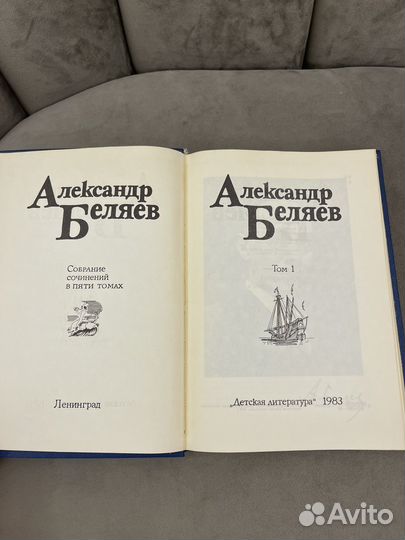 Александр
Беляев
Собрание
сочинений
в пяти томах
Ленинград
Александр
Беляев
Том 1
„Детская литература" 1983
Avito